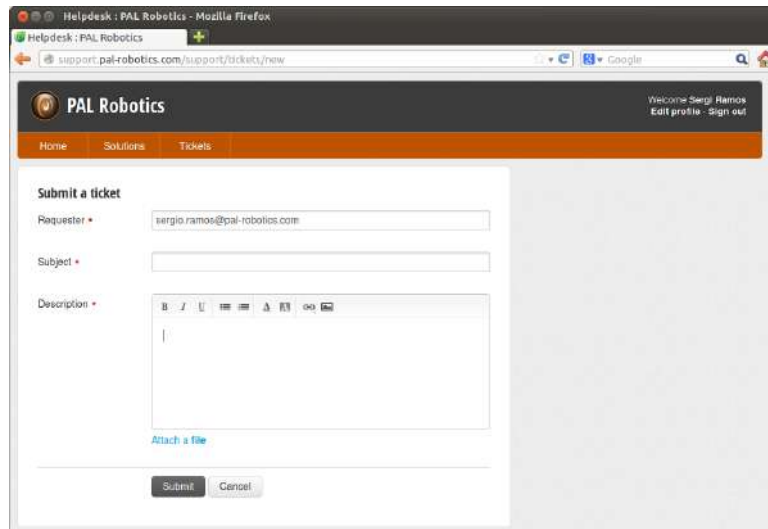 Helpdesk : PAL Robotics - Mozilla Firefox
Helpdesk : PAL Robotics
support.pal-robotics.com/support/tickets/new
Google
PAL Robotics
Welcome Sergi Ramos
Edit profile - Sign out
Home Solutions Tickets
Submit a ticket
Requester • sergio.ramos@pal-robotics.com
Subject •
Description •
B I U A
Attach a file
Submit Cancel